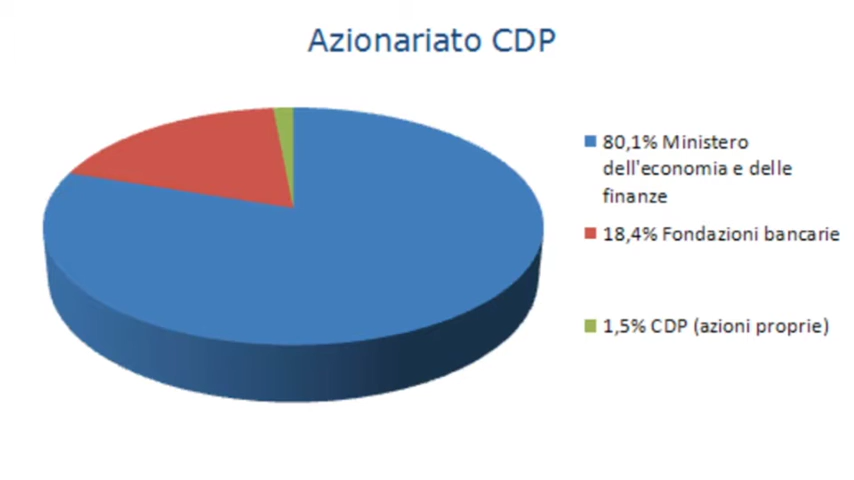 Azionariato CDP
80,1% Ministero
dell'economia e delle
finanze
18,4% Fondazioni bancarie
1,5% CDP (azioni proprie)